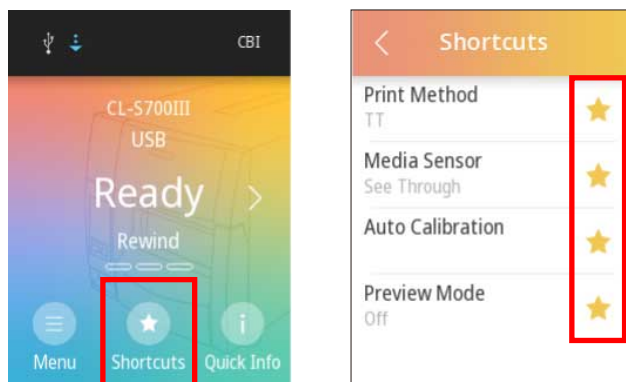 CBI
CL-S700III
USB
Ready
Rewind
Menu Shortcuts Quick Info
Shortcuts
Print Method
TT
Media Sensor
See Through
Auto Calibration
Preview Mode
Off